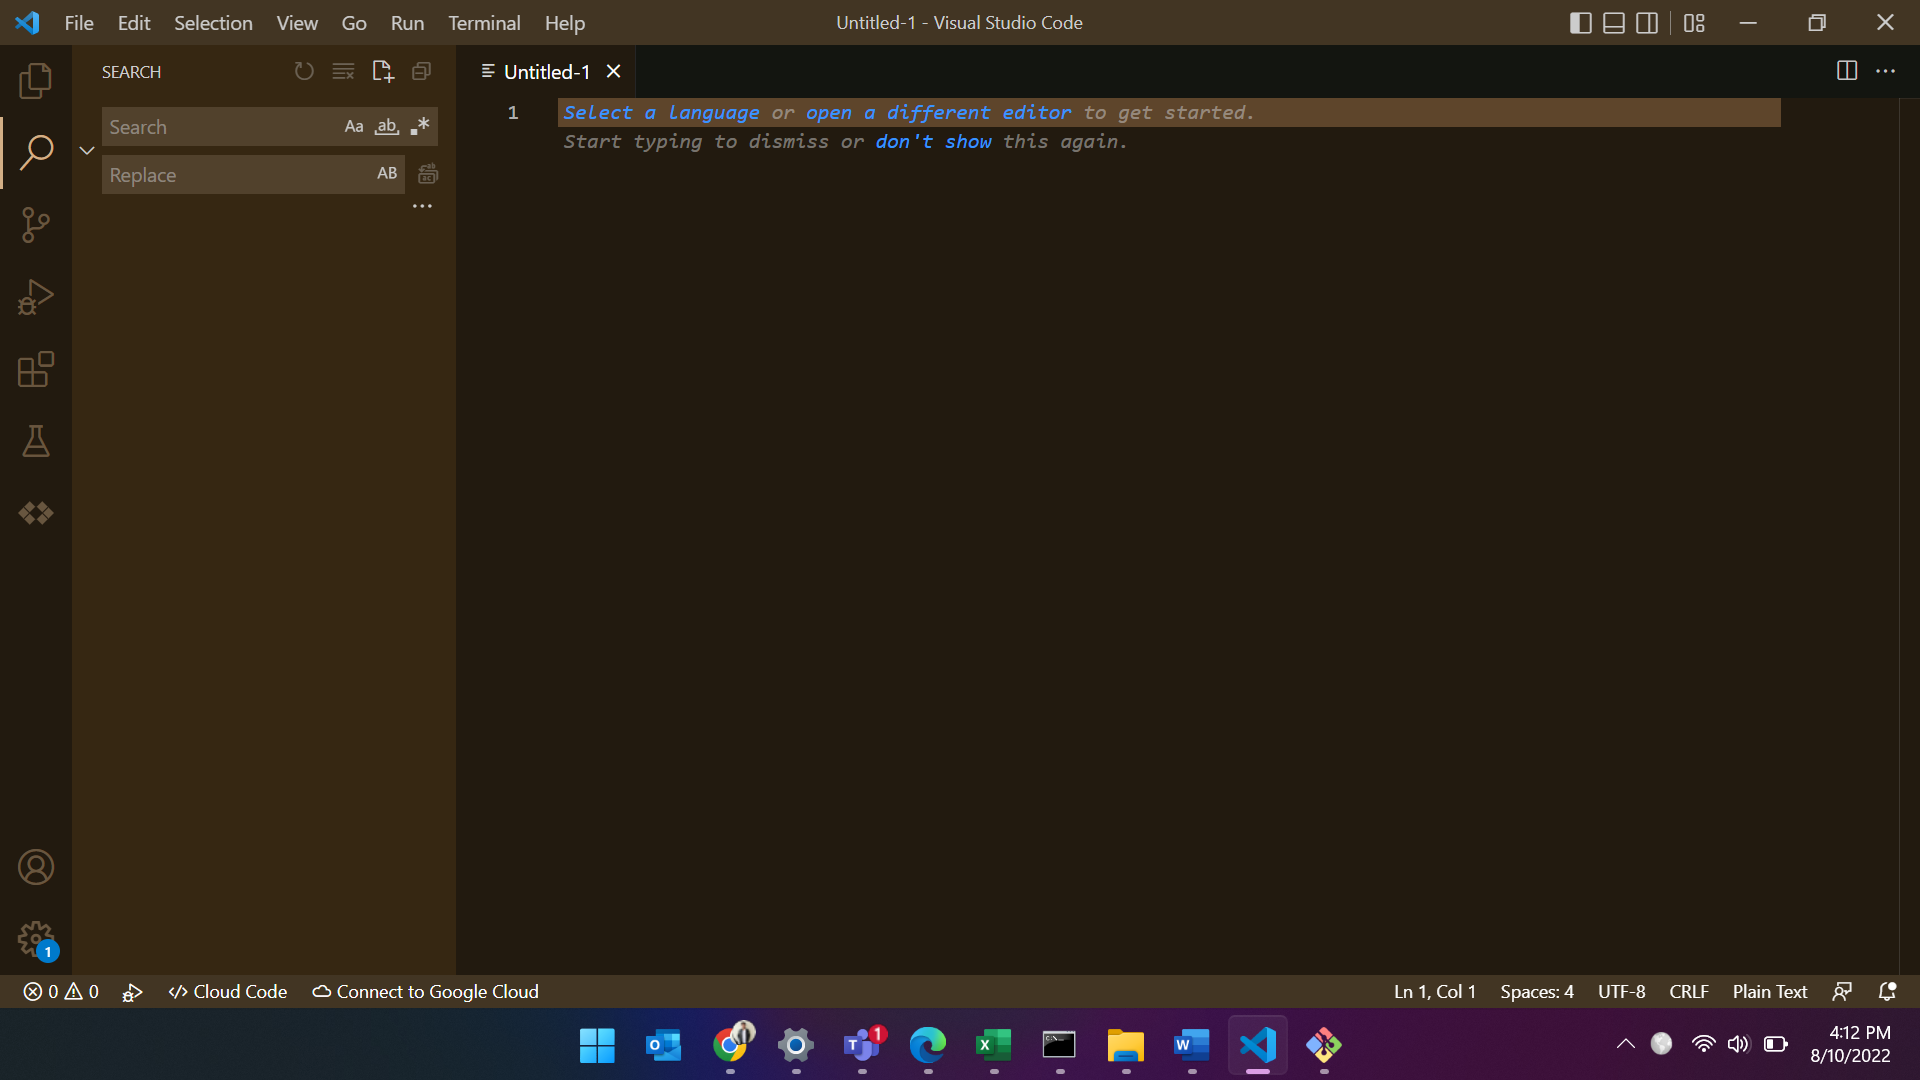 File Edit Selection View Go Run Terminal Help
Untitled-1 - Visual Studio Code
SEARCH
Search Aa ab .*
Replace AB
Untitled-1
1 Select a language or open a different editor to get started.
Start typing to dismiss or don't show this again.
1
0 0 Cloud Code Connect to Google Cloud
Ln 1, Col 1 Spaces: 4 UTF-8 CRLF Plain Text
1
4:12 PM
8/10/2022